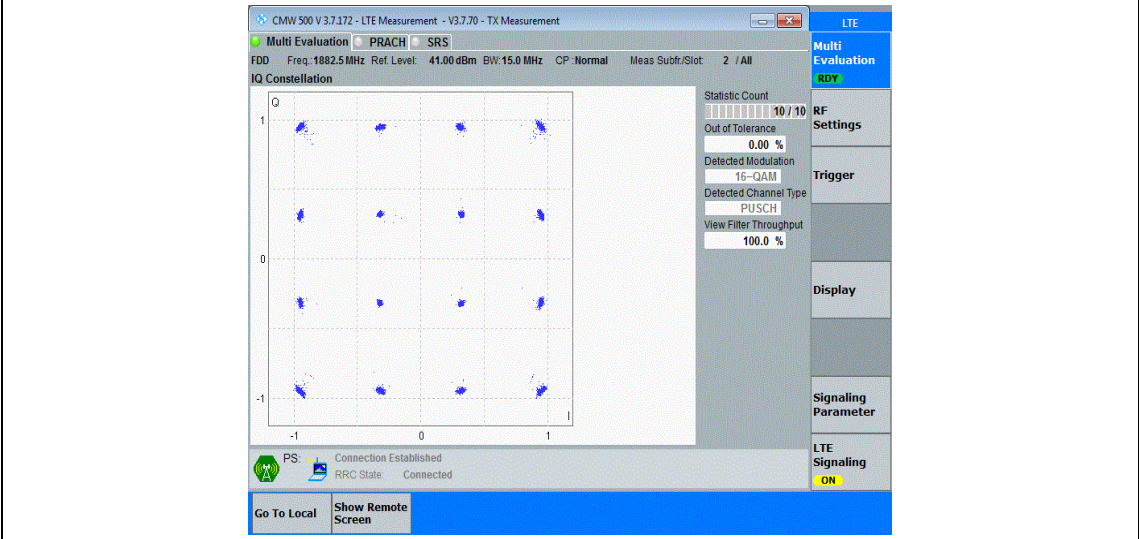 CMW 500 V 3.7.172 - LTE Measurement - V3.7.70 - TX Measurement
LTE
Multi Evaluation PRACH SRS
FDD Freq.:1882.5 MHz Ref. Level: 41.00 dBm BW:15.0 MHz CP:Normal Meas Subfr./Slot: 2 / All
IQ Constellation
Q
1
0
-1
I
-1 0 1
Statistic Count
10 / 10
Out of Tolerance
0.00 %
Detected Modulation
16-QAM
Detected Channel Type
PUSCH
View Filter Throughput
100.0 %
Multi
Evaluation
RDY
RF
Settings
Trigger
Display
Signaling
Parameter
LTE
Signaling
ON
PS: Connection Established
RRC State: Connected
Go To Local
Show Remote
Screen